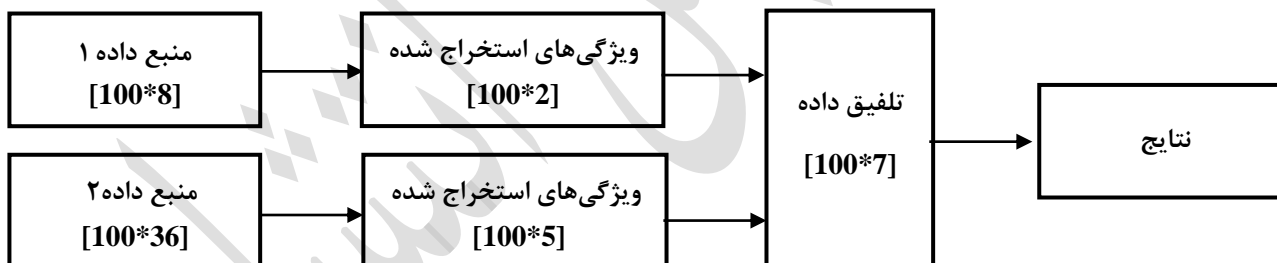 منبع داده ۱
[100*8]
ویژگی‌های استخراج شده
[100*2]
تلفیق داده
[100*7]
نتایج
منبع داده۲
[100*36]
ویژگی‌های استخراج شده
[100*5]